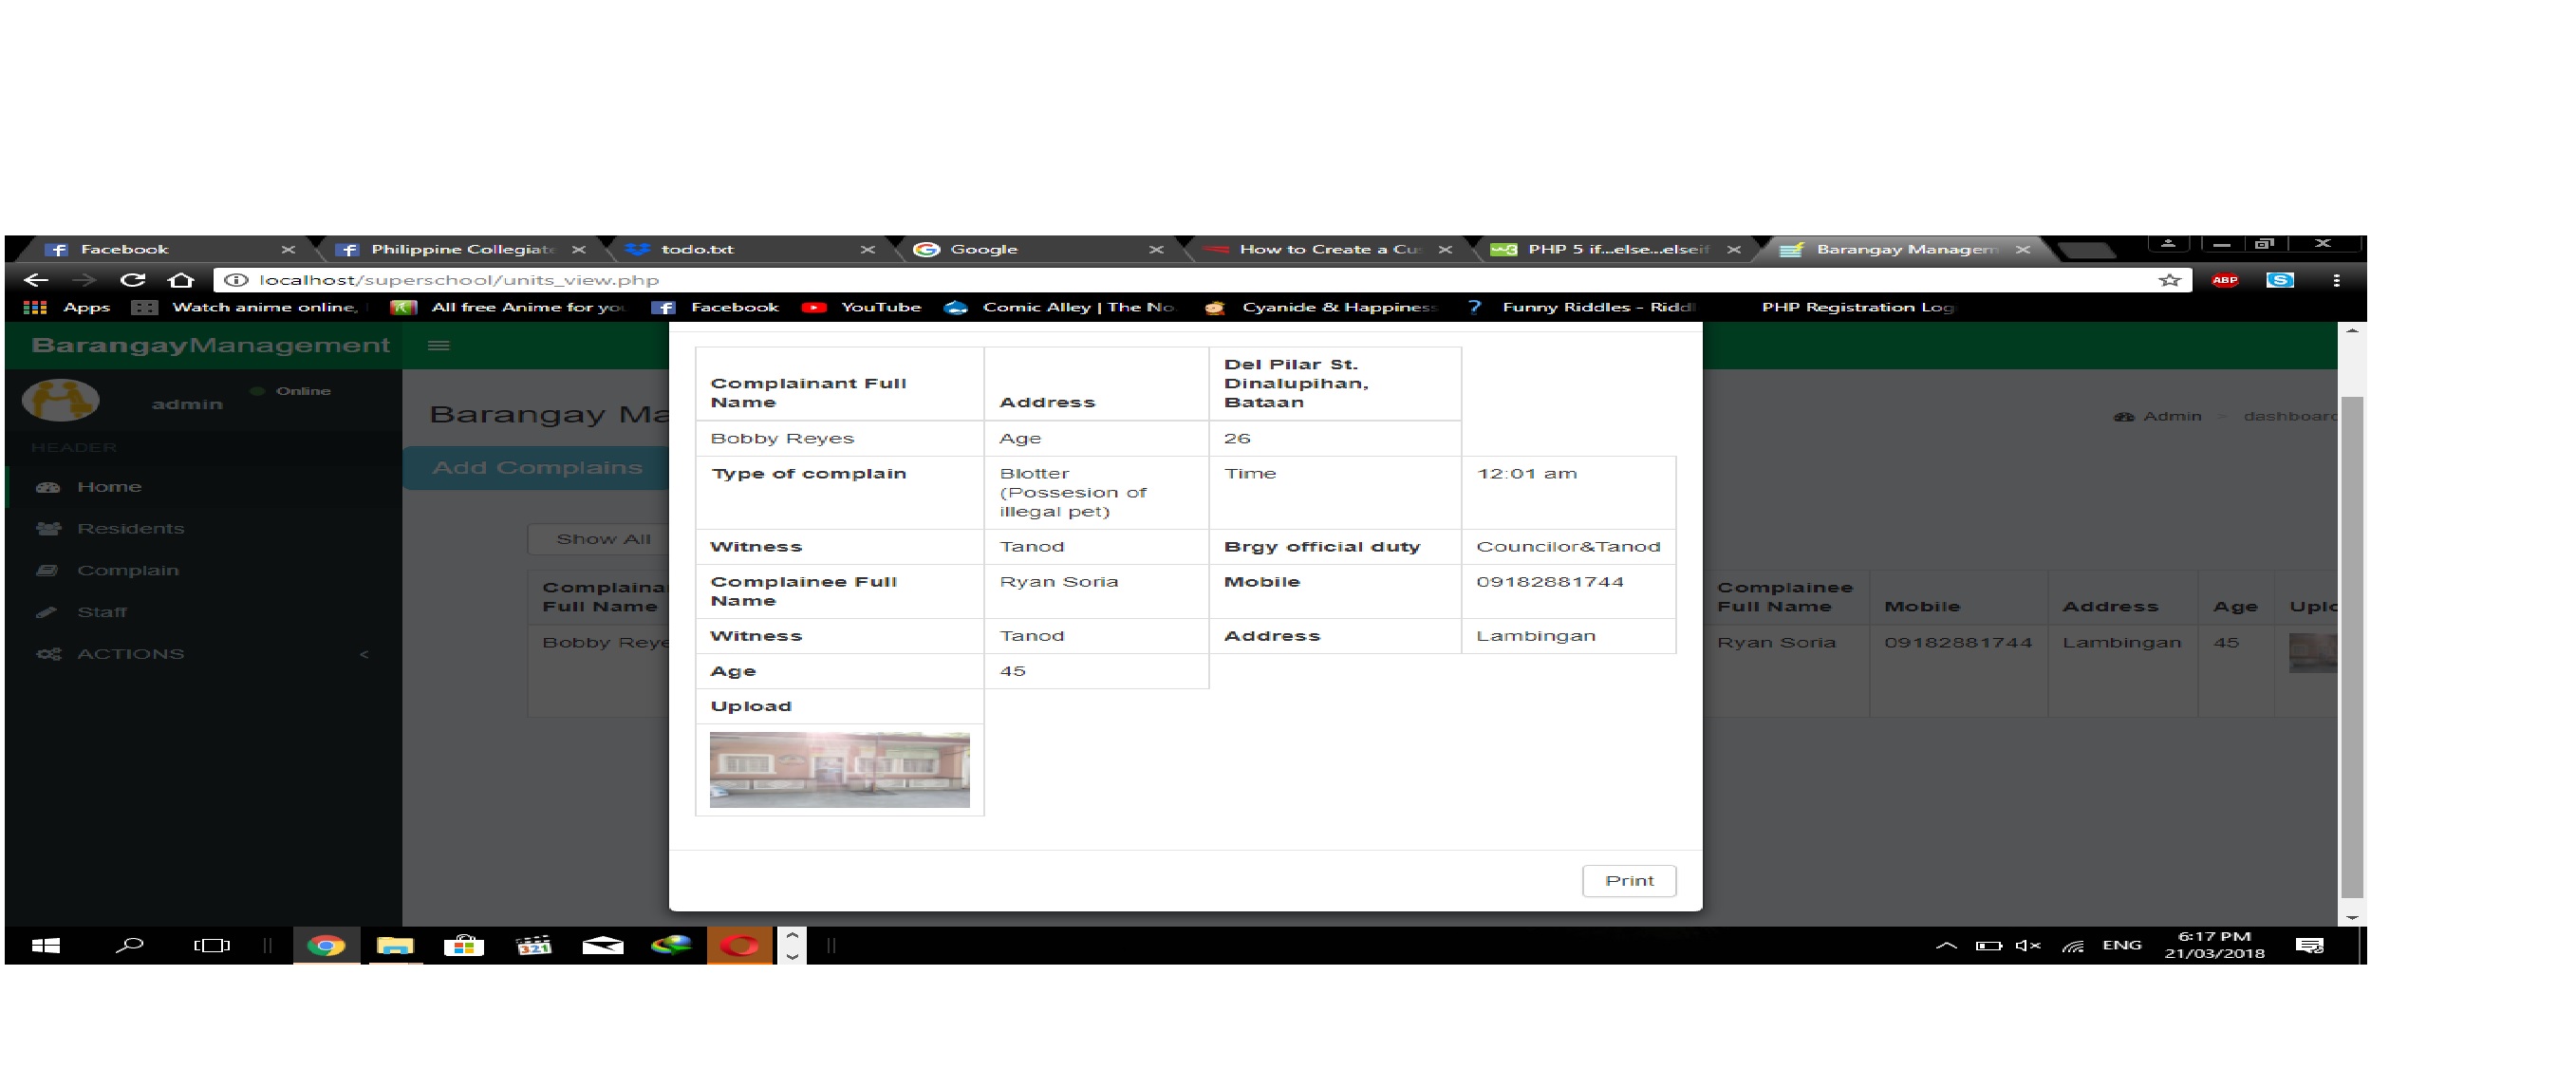 Facebook
Philippine Collegiate
todo.txt
Google
How to Create a Cus
PHP 5 if...else...elseif
Barangay Managem
localhost/superschool/units_view.php
ABP
Apps
Watch anime online,
All free Anime for you
Facebook
YouTube
Comic Alley | The No
Cyanide & Happiness
Funny Riddles - Riddl
PHP Registration Log
BarangayManagement
admin
Online
HEADER
Home
Residents
Complain
Staff
ACTIONS
Barangay Ma
Admin > dashboard
Add Complains
Show All
Complaina
Full Name
Bobby Reye
Complainant Full
Name
Address
Del Pilar St.
Dinalupihan,
Bataan
Bobby Reyes
Age
26
Type of complain
Blotter
(Possesion of
illegal pet)
Time
12:01 am
Witness
Tanod
Brgy official duty
Councilor&Tanod
Complainee Full
Name
Ryan Soria
Mobile
09182881744
Witness
Tanod
Address
Lambingan
Age
45
Upload
Print
Complainee
Full Name
Mobile
Address
Age
Uplo
Ryan Soria
09182881744
Lambingan
45
321
ENG
6:17 PM
21/03/2018